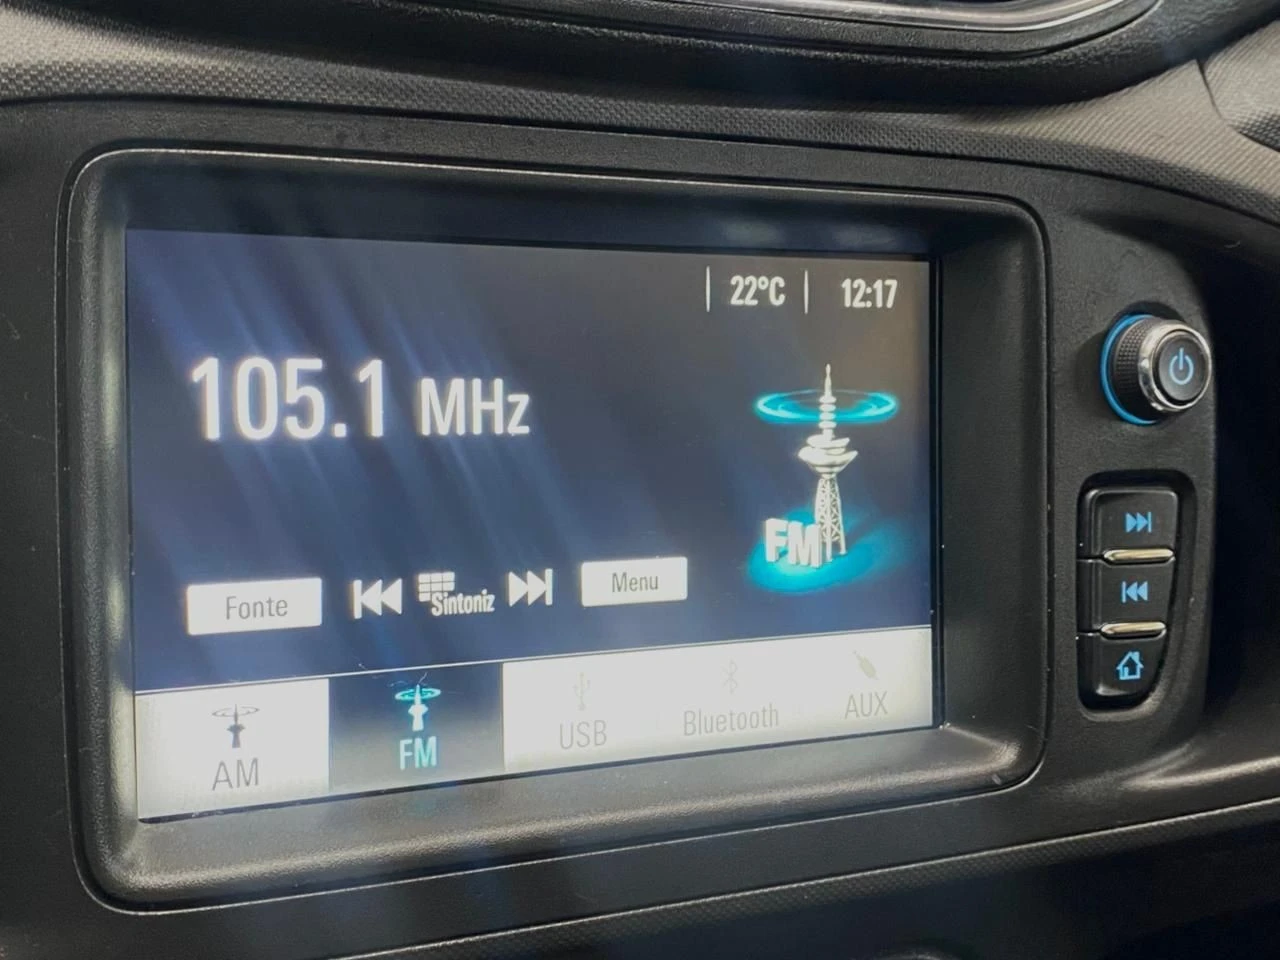 22°C 12:17
105.1 MHz
FM
Fonte Sintoniz Menu
AM FM USB Bluetooth AUX